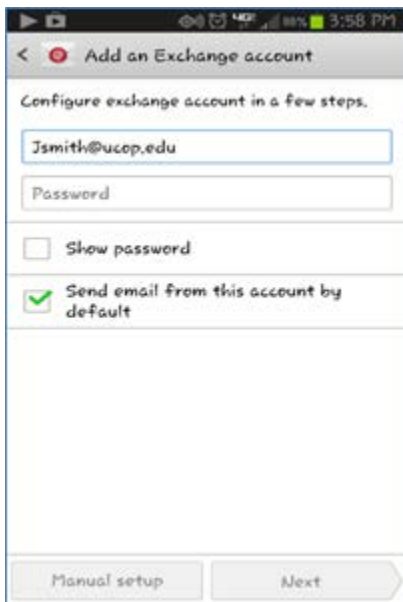 3:58 PM
Add an Exchange account
Configure exchange account in a few steps.
Jsmith@ucop.edu
Password
Show password
Send email from this account by
default
Manual setup
Next